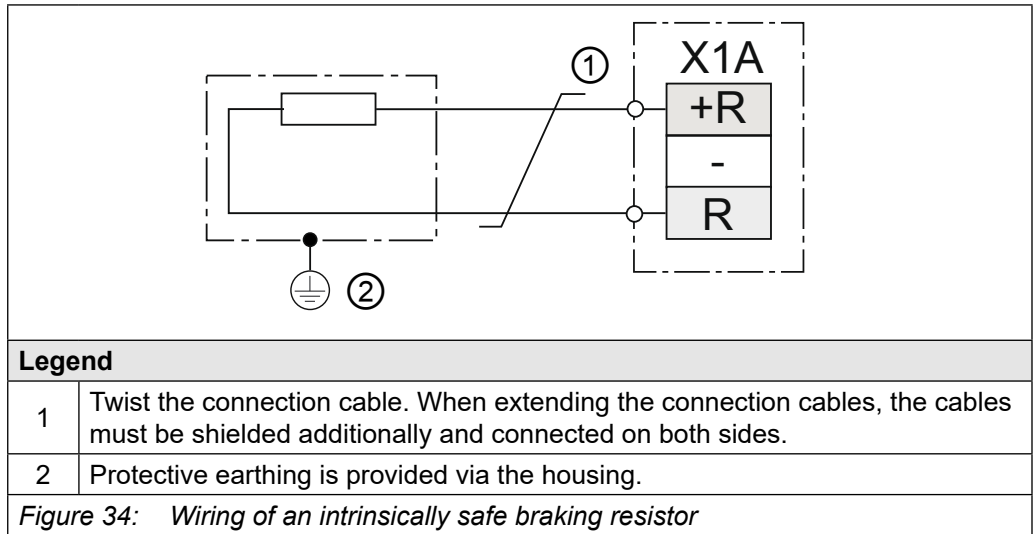 X1A
①
+R
-
R
②
Legend
1 Twist the connection cable. When extending the connection cables, the cables
must be shielded additionally and connected on both sides.
2 Protective earthing is provided via the housing.
Figure 34: Wiring of an intrinsically safe braking resistor